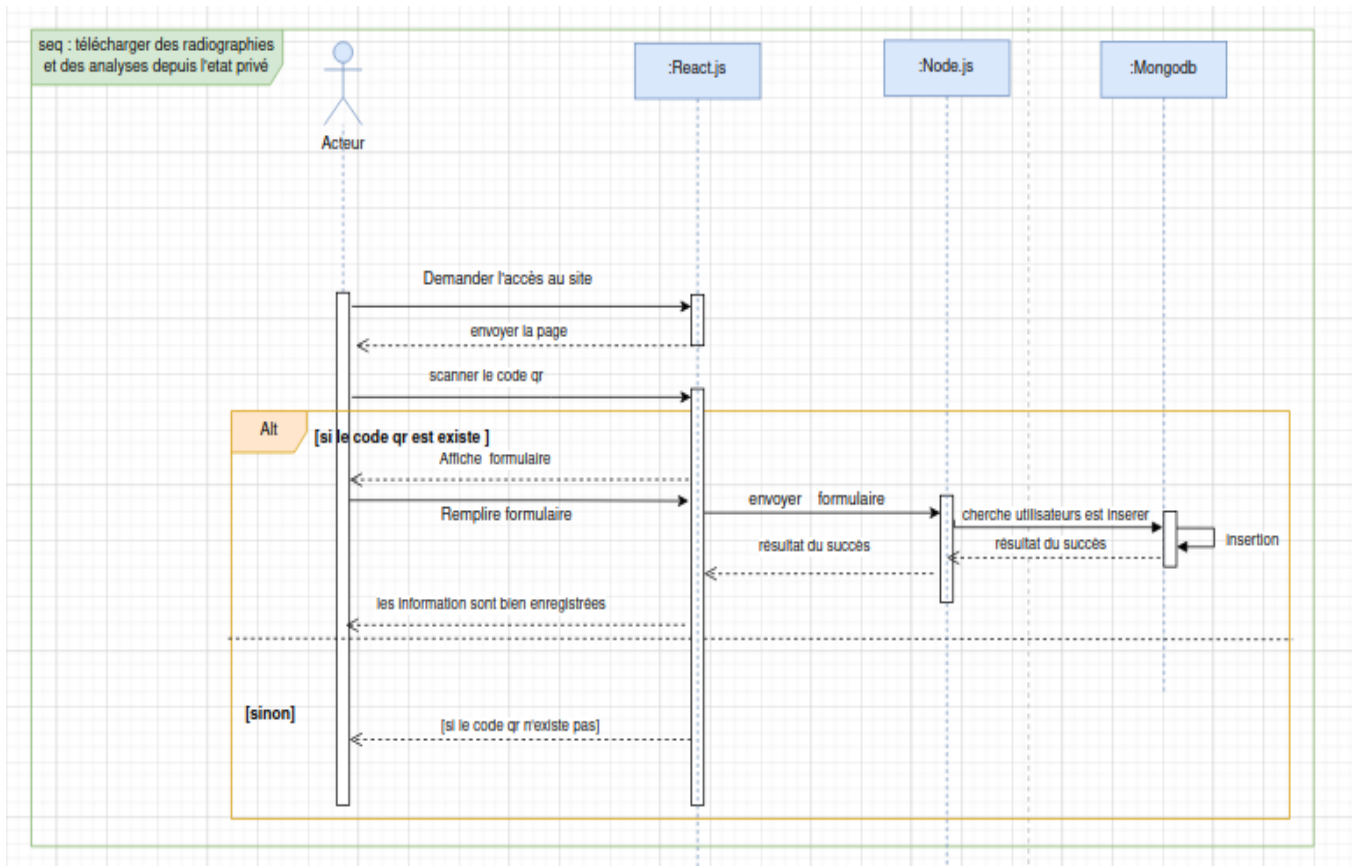 seq : télécharger des radiographies
et des analyses depuis l'etat privé
:React.js
:Node.js
:Mongodb
Acteur
Demander l'accès au site
envoyer la page
scanner le code qr
Alt
[si le code qr est existe ]
Affiche formulaire
Remplire formulaire
envoyer formulaire
cherche utilisateurs est inserer
insertion
résultat du succès
résultat du succès
les information sont bien enregistrées
[sinon]
[si le code qr n'existe pas]